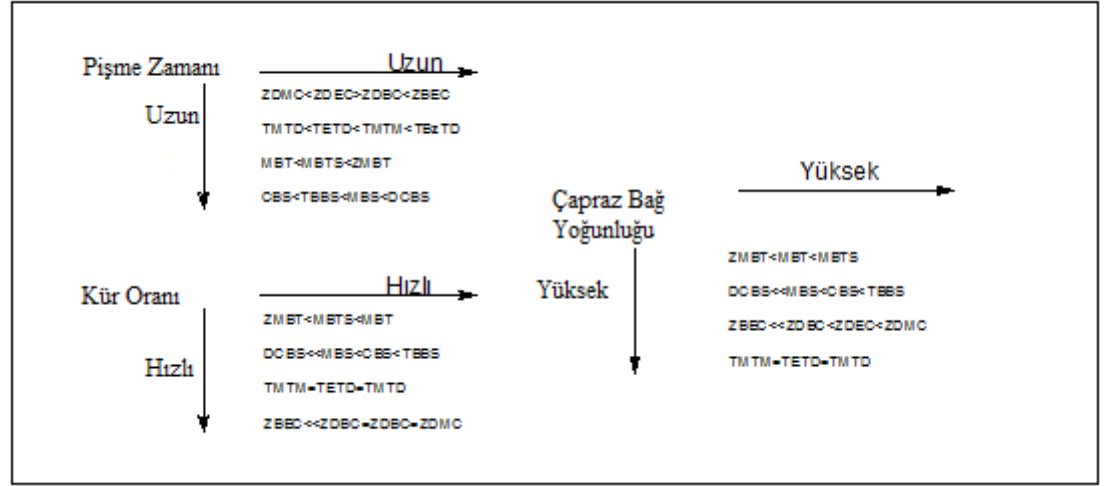 Pişme Zamanı
Uzun
Uzun
ZDMC<ZDEC>ZDBC<ZBEC
TMTD<TETD<TMTM<TBzTD
MBT<MBTS<ZMBT
CBS<TBBS<MBS<DCBS
Kür Oranı
Hızlı
Hızlı
ZMBT<MBTS<MBT
DCBS<<MBS<CBS<TBBS
TMTM=TETD=TMTD
ZBEC<<ZDBC=ZDBC=ZDMC
Çapraz Bağ
Yoğunluğu
Yüksek
Yüksek
ZMBT<MBT<MBTS
DCBS<<MBS<CBS<TBBS
ZBEC<<ZDBC<ZDEC<ZDMC
TMTM=TETD=TMTD